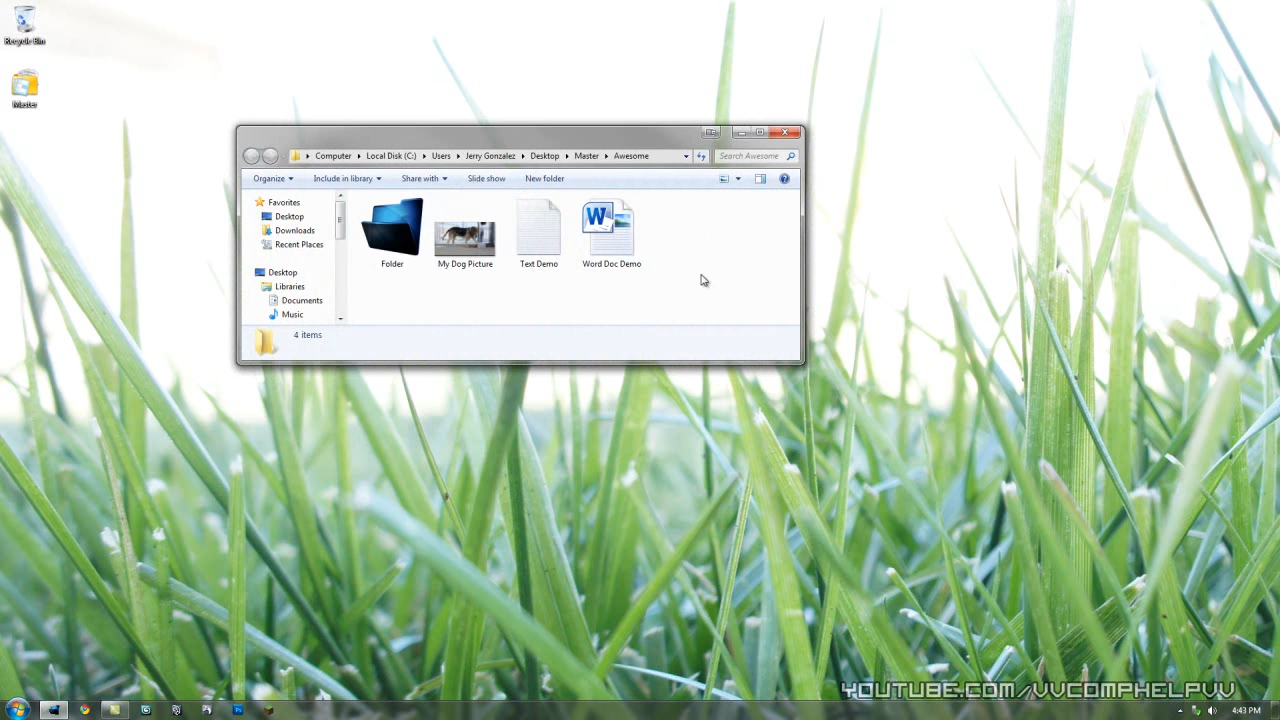 Recycle Bin
Master
Computer Local Disk (C:) Users Jerry Gonzalez Desktop Master Awesome Search Awesome
Organize Include in library Share with Slide show New folder
Favorites
Desktop
Downloads
Recent Places
Desktop
Libraries
Documents
Music
Folder My Dog Picture Text Demo Word Doc Demo
4 items
YOUTUBE.COM/VVCOMPHELPVV
4:43 PM